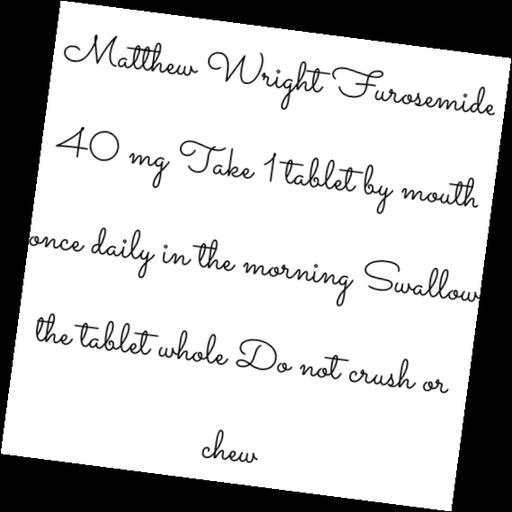 Matthew Wright Furosemide
40 mg Take 1 tablet by mouth
once daily in the morning Swallow
the tablet whole Do not crush or
chew